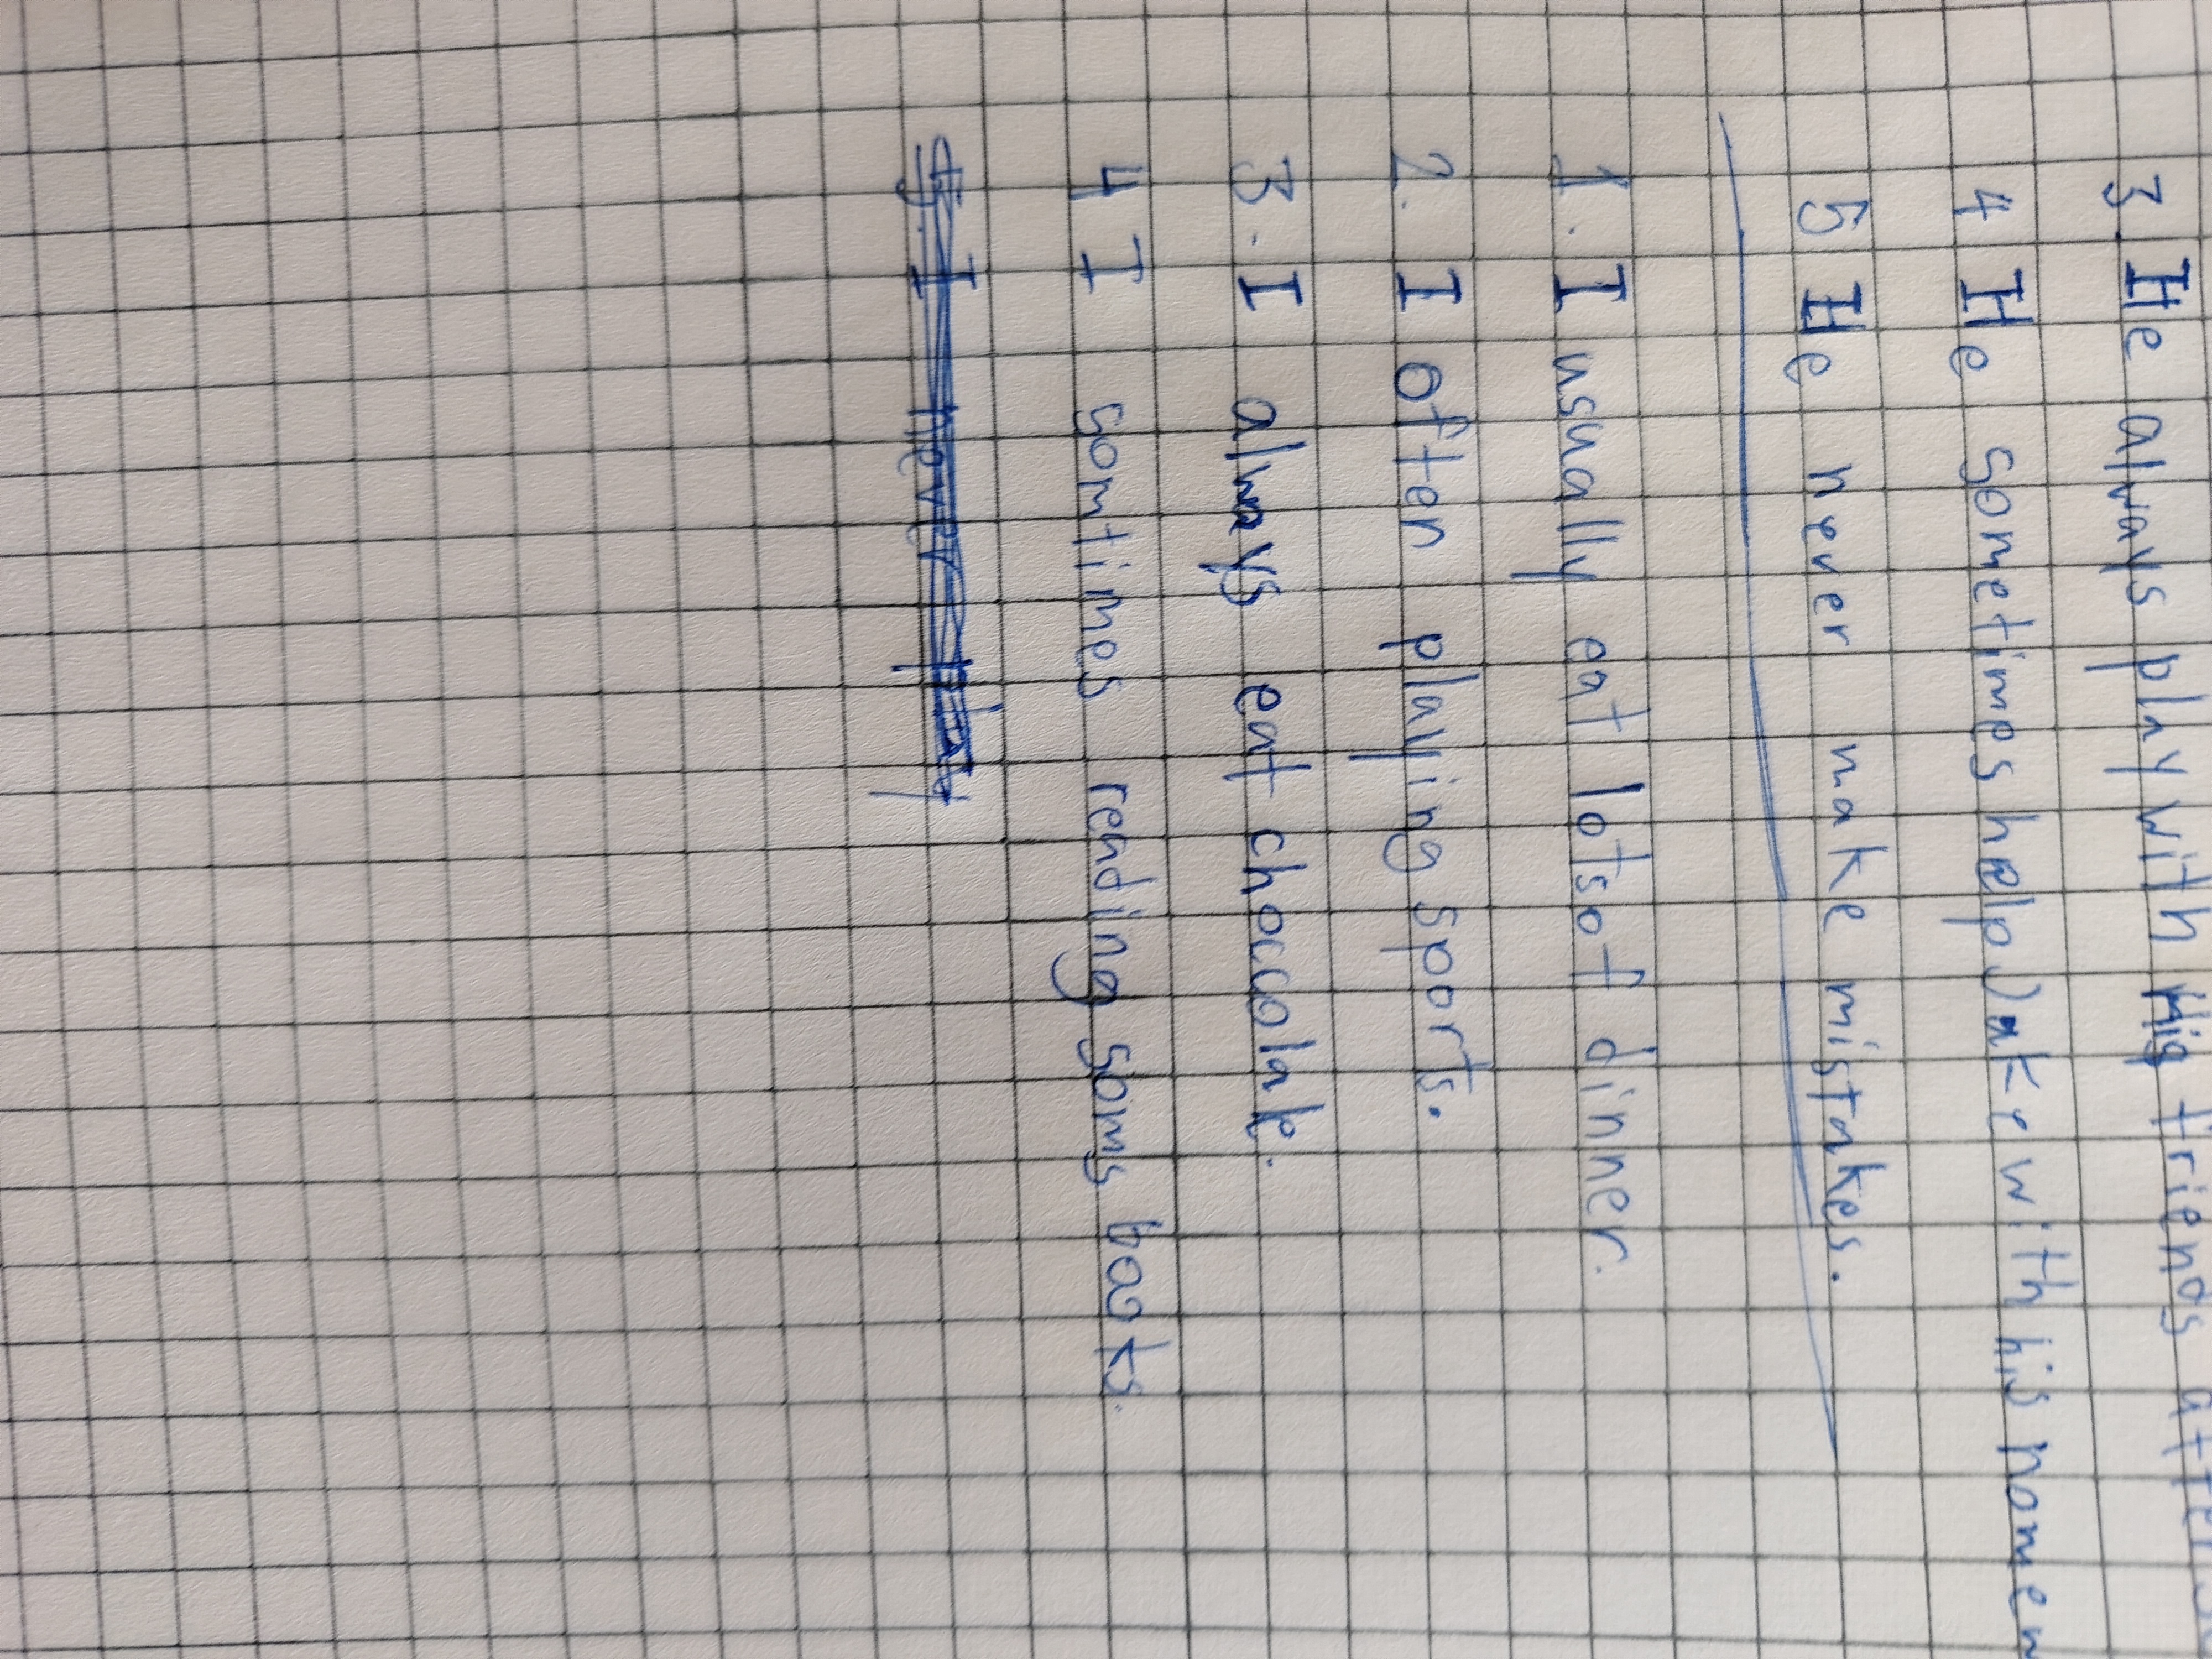 3. He always play with his friends
4 He sometimes help Jake with his
5 He never make mistakes.
1. I usually eat lots of dinner.
2. I often playing sports.
3. I always eat choccolate.
4 I somtimes reading soms books.
5. I never play